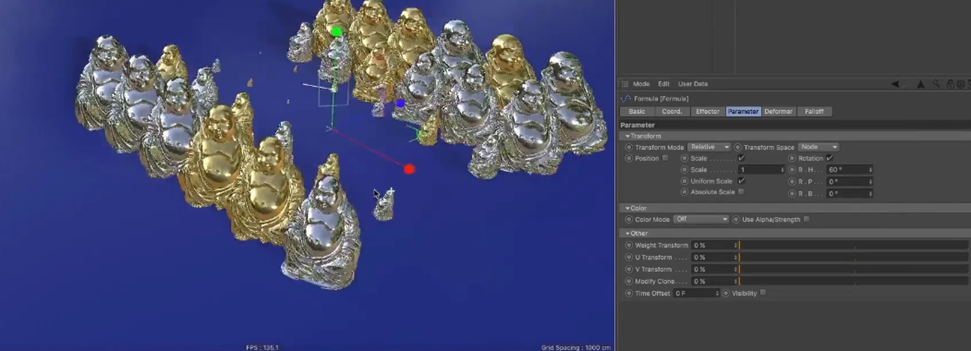 Mode Edit User Data
Formula [Formula]
Basic Coord. Effector Parameter Deformer Falloff
Parameter
Transform
Transform Mode Relative Transform Space Node
Position Scale Rotation
Scale 1 R . H 60 °
Uniform Scale R . P 0 °
Absolute Scale R . B 0 °
Color
Color Mode Off Use Alpha/Strength
Other
Weight Transform 0 %
U Transform 0 %
V Transform 0 %
Modify Clone 0 %
Time Offset 0 F Visibility
FPS : 135.1 Grid Spacing : 1000 cm